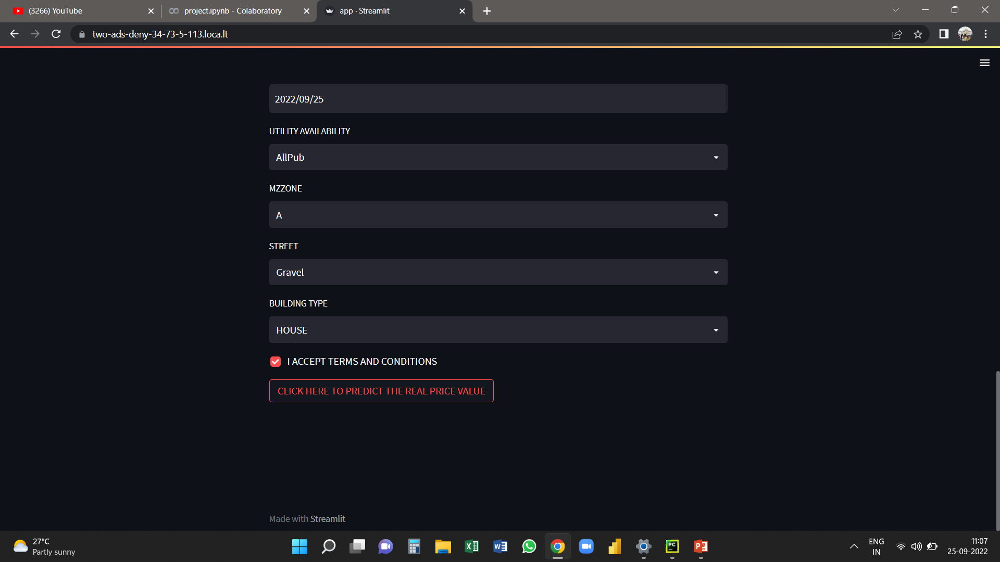 (3266) YouTube
project.ipynb - Colaboratory
app · Streamlit
two-ads-deny-34-73-5-113.loca.lt
2022/09/25
UTILITY AVAILABILITY
AllPub
MZZONE
A
STREET
Gravel
BUILDING TYPE
HOUSE
I ACCEPT TERMS AND CONDITIONS
CLICK HERE TO PREDICT THE REAL PRICE VALUE
Made with Streamlit
27°C
Partly sunny
ENG
IN
11:07
25-09-2022